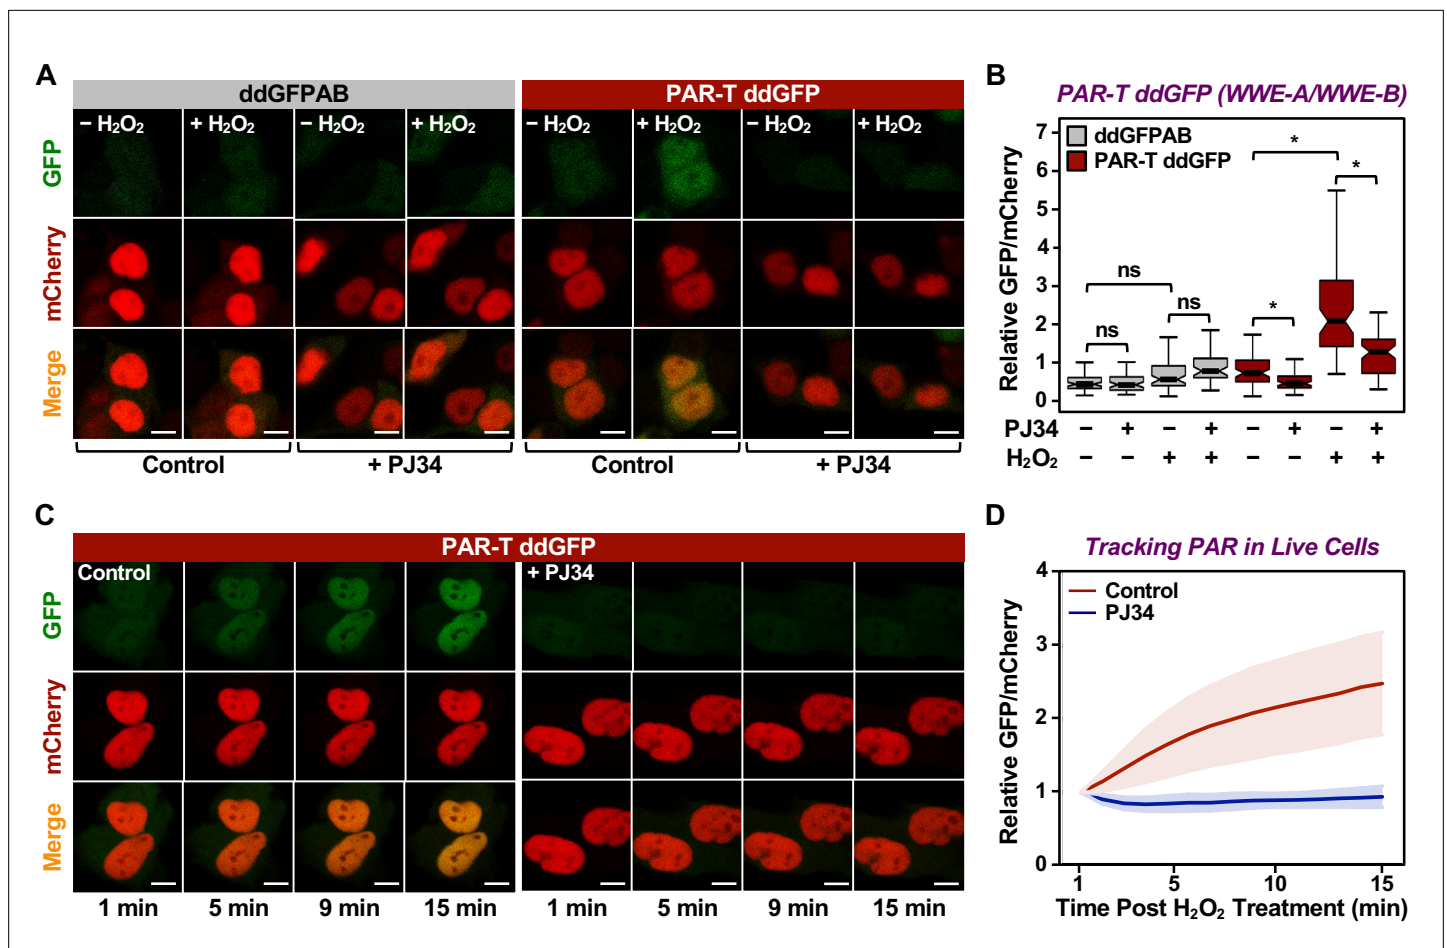 A
ddGFPAB
PAR-T ddGFP
− H₂O₂
+ H₂O₂
− H₂O₂
+ H₂O₂
− H₂O₂
+ H₂O₂
− H₂O₂
+ H₂O₂
GFP
mCherry
Merge
Control
+ PJ34
Control
+ PJ34
B
PAR-T ddGFP (WWE-A/WWE-B)
ddGFPAB
PAR-T ddGFP
Relative GFP/mCherry
7
6
5
4
3
2
1
0
ns
ns
ns
*
*
*
PJ34 − + − + − + − +
H₂O₂ − − + + − − + +
C
PAR-T ddGFP
Control
+ PJ34
GFP
mCherry
Merge
1 min
5 min
9 min
15 min
1 min
5 min
9 min
15 min
D
Tracking PAR in Live Cells
Control
PJ34
Relative GFP/mCherry
4
3
2
1
0
1 5 10 15
Time Post H₂O₂ Treatment (min)